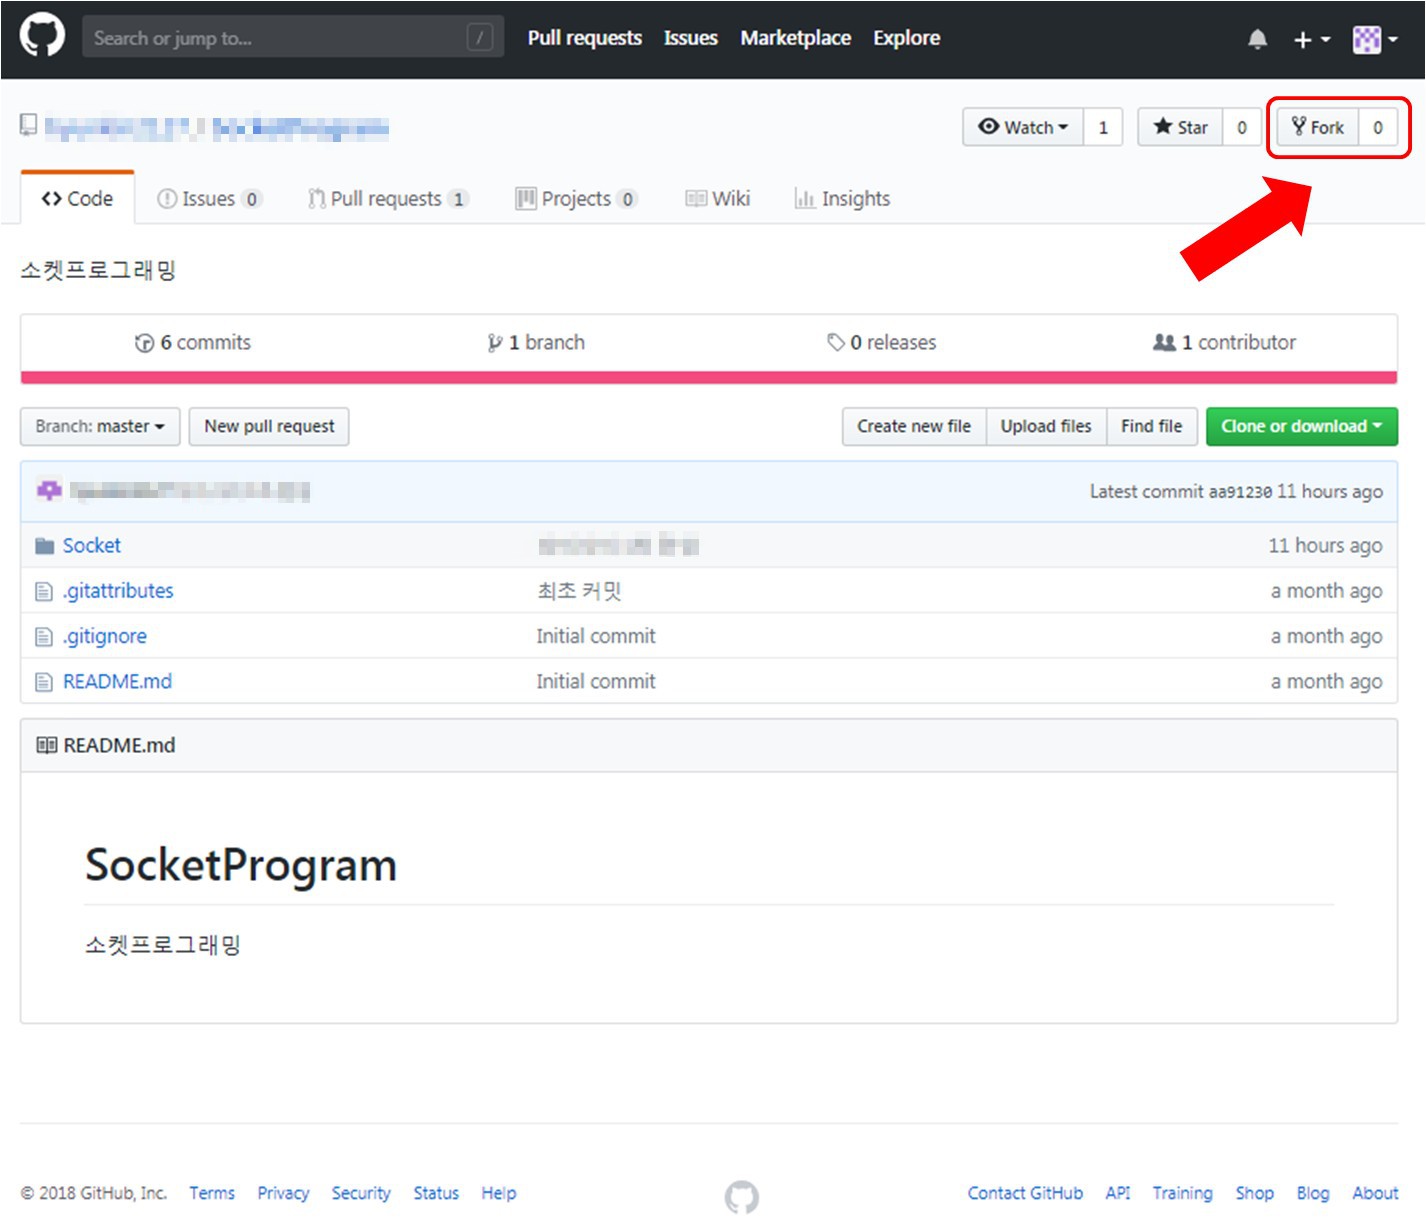 Search or jump to... / Pull requests Issues Marketplace Explore
Watch 1 Star 0 Fork 0
Code Issues 0 Pull requests 1 Projects 0 Wiki Insights
소켓프로그래밍
6 commits 1 branch 0 releases 1 contributor
Branch: master New pull request Create new file Upload files Find file Clone or download
Latest commit aa91230 11 hours ago
Socket 11 hours ago
.gitattributes 최초 커밋 a month ago
.gitignore Initial commit a month ago
README.md Initial commit a month ago
README.md
SocketProgram
소켓프로그래밍
© 2018 GitHub, Inc. Terms Privacy Security Status Help Contact GitHub API Training Shop Blog About